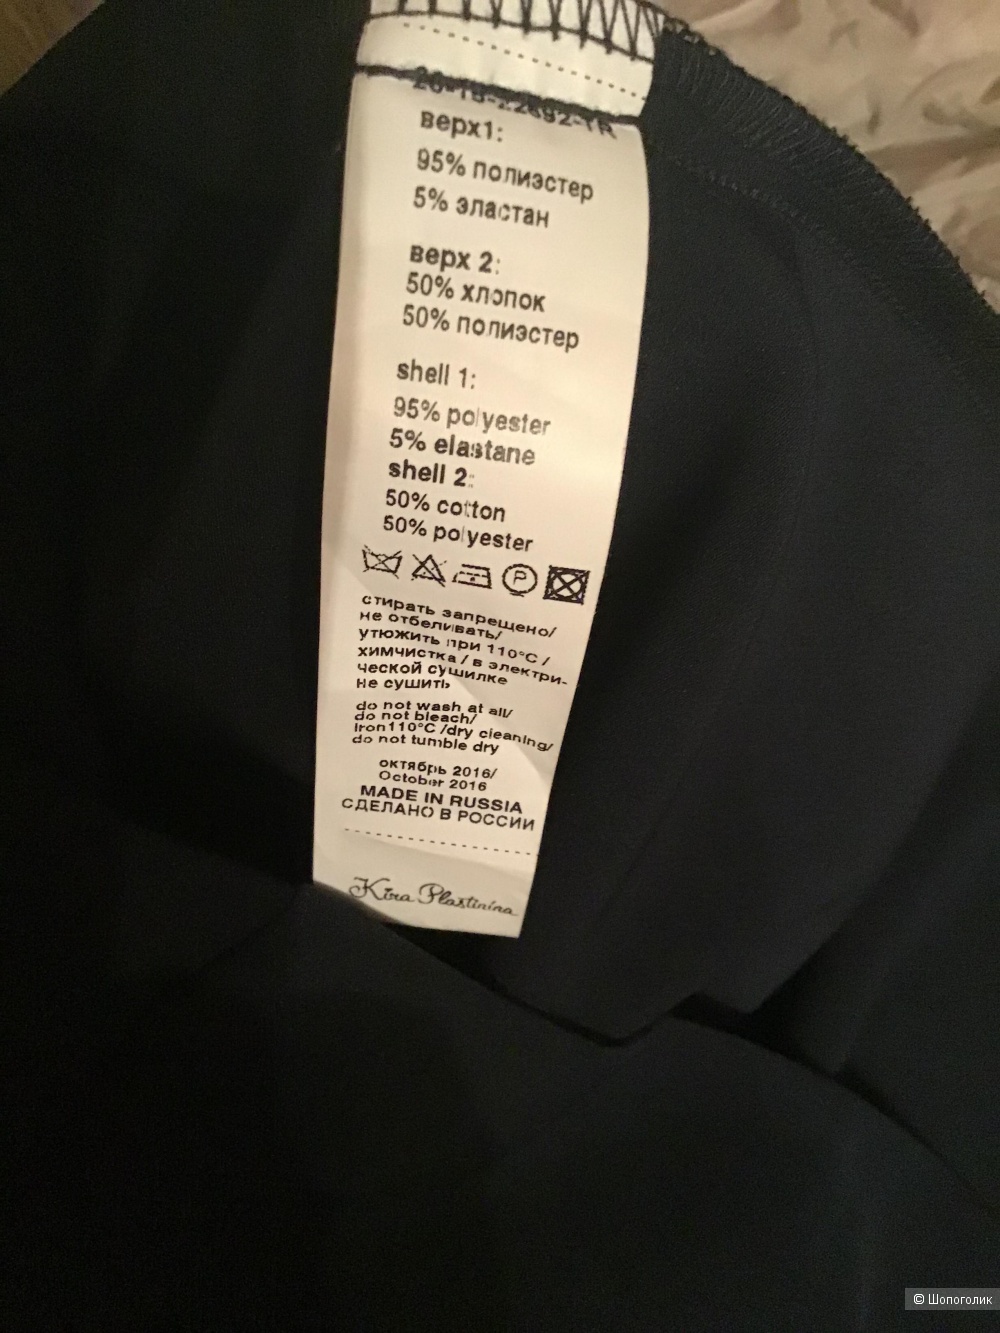 верх1:
95% полиэстер
5% эластан
верх 2:
50% хлопок
50% полиэстер
shell 1:
95% polyester
5% elastane
shell 2:
50% cotton
50% polyester
P
стирать запрещено/
не отбеливать/
утюжить при 110°C /
химчистка / в электри-
ческой сушилке
не сушить
do not wash at all/
do not bleach/
Iron110°C /dry cleaning/
do not tumble dry
октябрь 2016/
October 2016
MADE IN RUSSIA
СДЕЛАНО В РОССИИ
Kira Plastinina
© Шопоголик